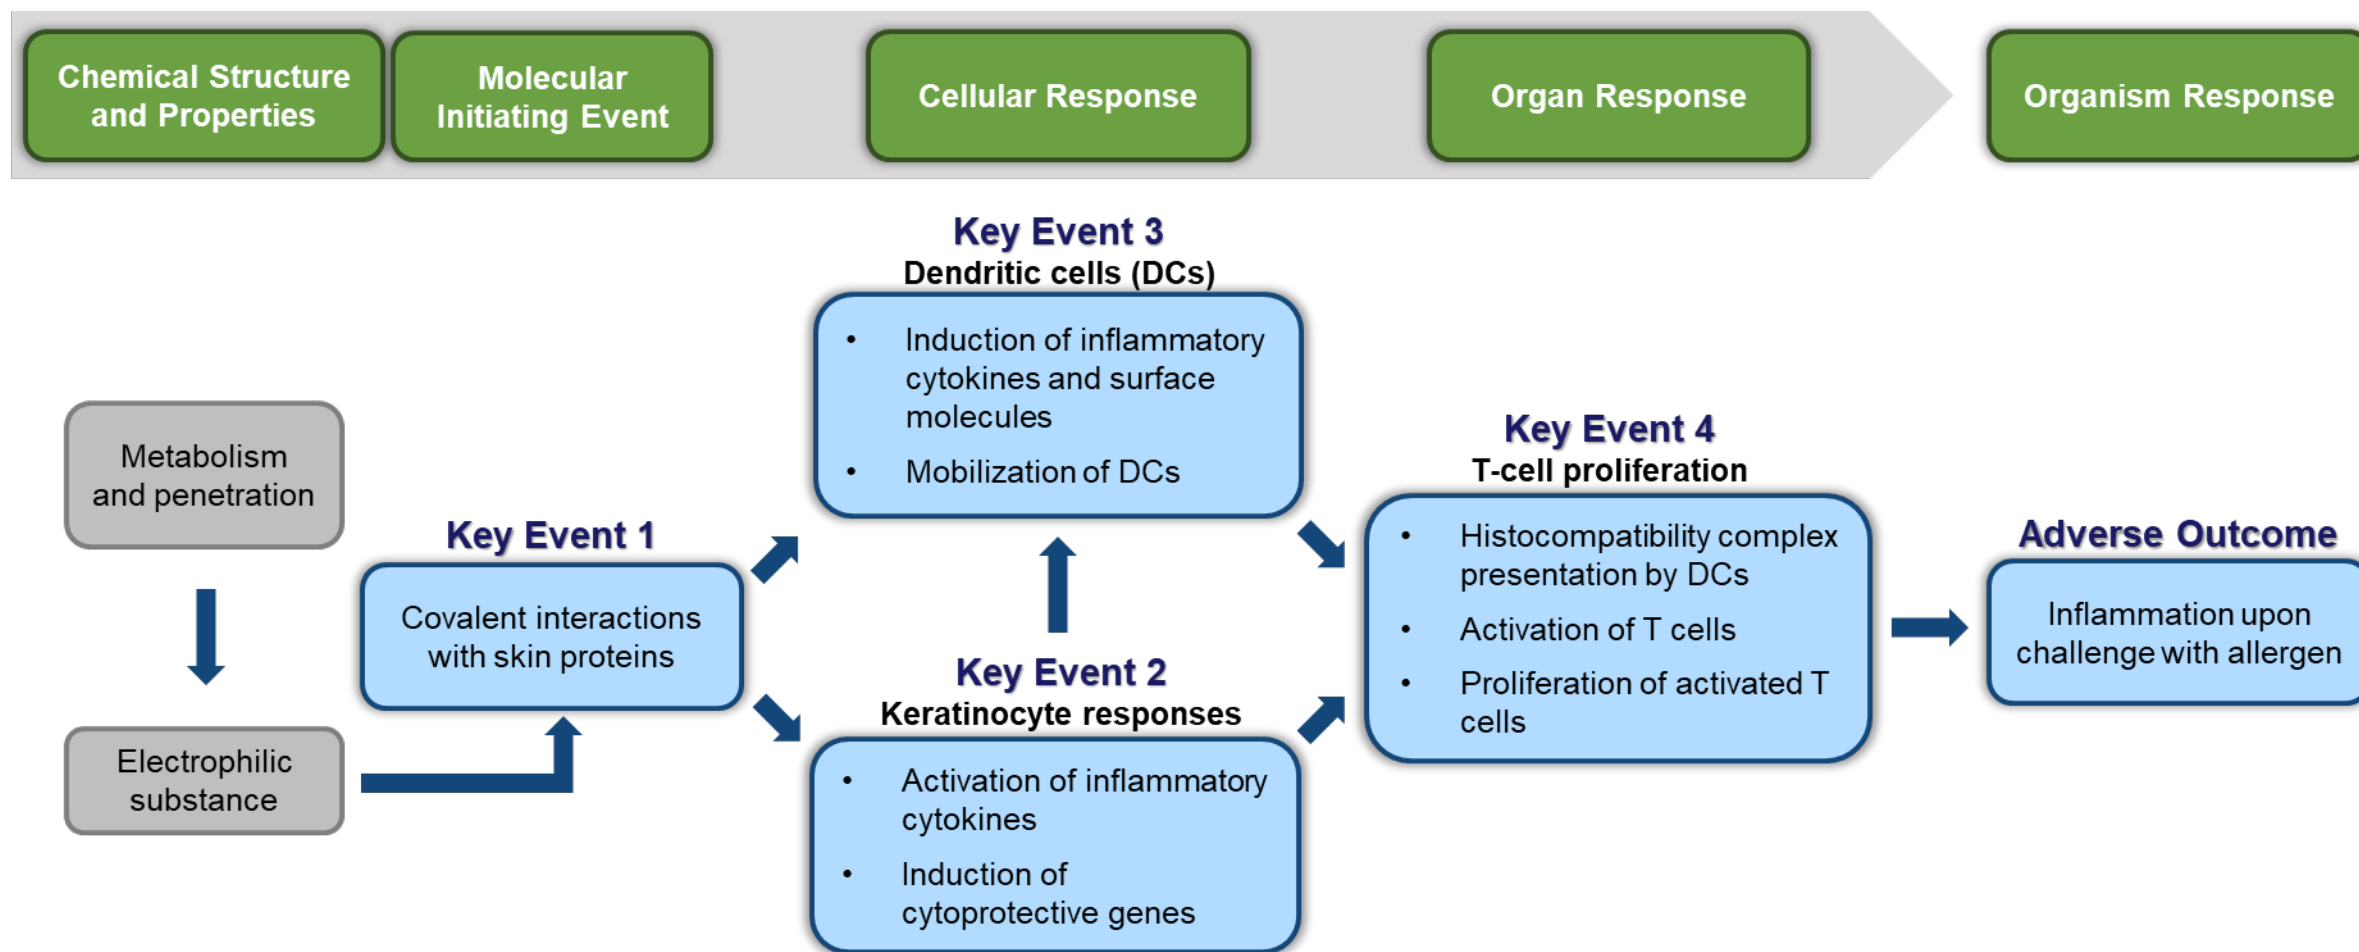 Chemical Structure
and Properties
Molecular
Initiating Event
Cellular Response
Organ Response
Organism Response
Key Event 3
Dendritic cells (DCs)
• Induction of inflammatory
cytokines and surface
molecules
• Mobilization of DCs
Metabolism
and penetration
Electrophilic
substance
Key Event 1
Covalent interactions
with skin proteins
Key Event 2
Keratinocyte responses
• Activation of inflammatory
cytokines
• Induction of
cytoprotective genes
Key Event 4
T-cell proliferation
• Histocompatibility complex
presentation by DCs
• Activation of T cells
• Proliferation of activated T
cells
Adverse Outcome
Inflammation upon
challenge with allergen